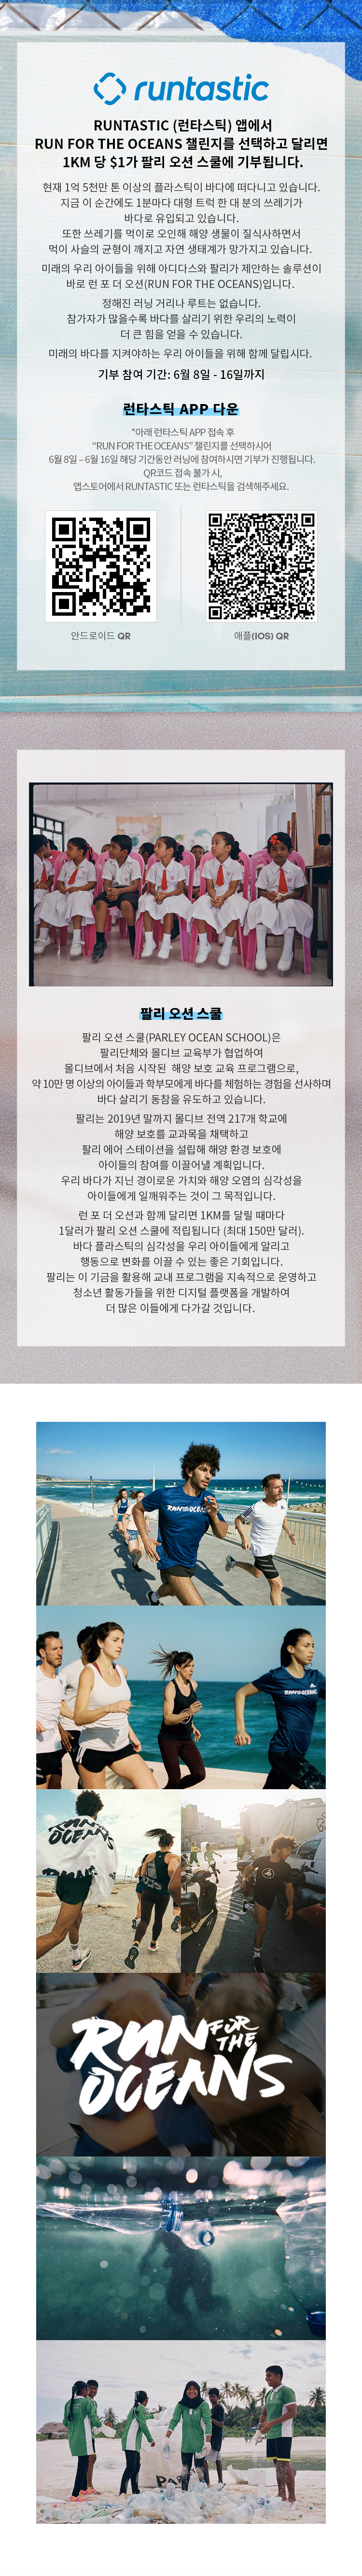 runtastic
RUNTASTIC (런타스틱) 앱에서
RUN FOR THE OCEANS 챌린지를 선택하고 달리면
1KM 당 $1가 팔리 오션 스쿨에 기부됩니다.
현재 1억 5천만 톤 이상의 플라스틱이 바다에 떠다니고 있습니다.
지금 이 순간에도 1분마다 대형 트럭 한 대 분의 쓰레기가
바다로 유입되고 있습니다.
또한 쓰레기를 먹이로 오인해 해양 생물이 질식사하면서
먹이 사슬의 균형이 깨지고 자연 생태계가 망가지고 있습니다.
미래의 우리 아이들을 위해 아디다스와 팔리가 제안하는 솔루션이
바로 런 포 더 오션(RUN FOR THE OCEANS)입니다.
정해진 러닝 거리나 루트는 없습니다.
참가자가 많을수록 바다를 살리기 위한 우리의 노력이
더 큰 힘을 얻을 수 있습니다.
미래의 바다를 지켜야하는 우리 아이들을 위해 함께 달립시다.
기부 참여 기간: 6월 8일 - 16일까지
런타스틱 APP 다운
*아래 런타스틱 APP 접속 후
“RUN FOR THE OCEANS” 챌린지를 선택하시어
6월 8일 – 6월 16일 해당 기간동안 러닝에 참여하시면 기부가 진행됩니다.
QR코드 접속 불가 시,
앱스토어에서 RUNTASTIC 또는 런타스틱을 검색해주세요.
안드로이드 QR
애플(IOS) QR
팔리 오션 스쿨
팔리 오션 스쿨(PARLEY OCEAN SCHOOL)은
팔리단체와 몰디브 교육부가 협업하여
몰디브에서 처음 시작된 해양 보호 교육 프로그램으로,
약 10만 명 이상의 아이들과 학부모에게 바다를 체험하는 경험을 선사하며
바다 살리기 동참을 유도하고 있습니다.
팔리는 2019년 말까지 몰디브 전역 217개 학교에
해양 보호를 교과목을 채택하고
팔리 에어 스테이션을 설립해 해양 환경 보호에
아이들의 참여를 이끌어낼 계획입니다.
우리 바다가 지닌 경이로운 가치와 해양 오염의 심각성을
아이들에게 일깨워주는 것이 그 목적입니다.
런 포 더 오션과 함께 달리면 1KM를 달릴 때마다
1달러가 팔리 오션 스쿨에 적립됩니다 (최대 150만 달러).
바다 플라스틱의 심각성을 우리 아이들에게 알리고
행동으로 변화를 이끌 수 있는 좋은 기회입니다.
팔리는 이 기금을 활용해 교내 프로그램을 지속적으로 운영하고
청소년 활동가들을 위한 디지털 플랫폼을 개발하여
더 많은 이들에게 다가갈 것입니다.
RUN FOR THE OCEANS